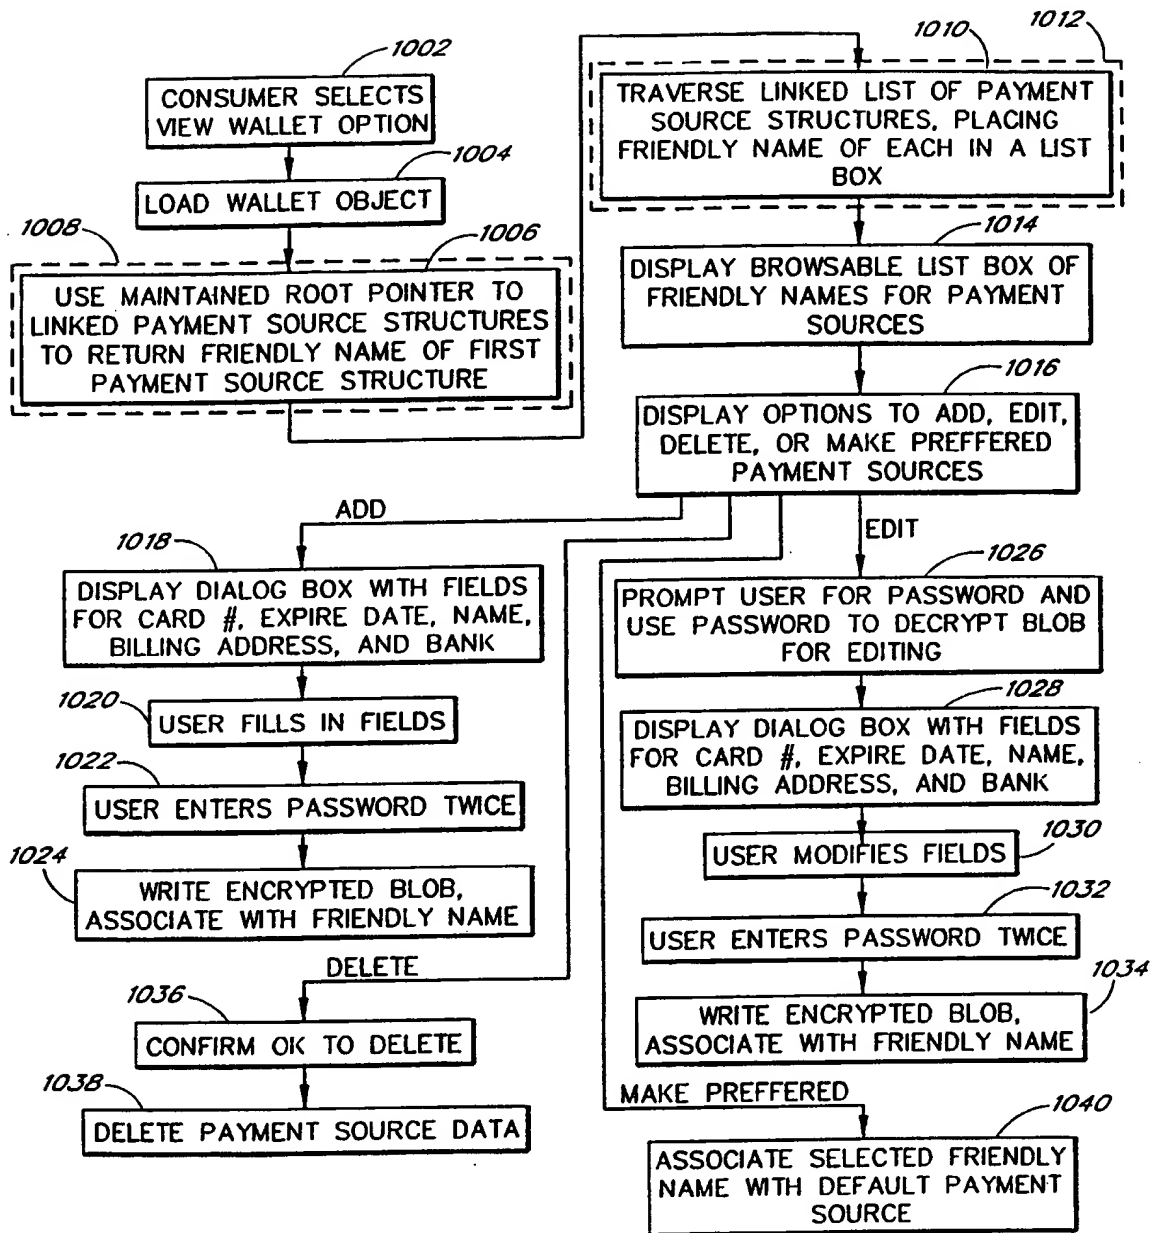 1002
CONSUMER SELECTS
VIEW WALLET OPTION
1004
LOAD WALLET OBJECT
1008
1006
USE MAINTAINED ROOT POINTER TO
LINKED PAYMENT SOURCE STRUCTURES
TO RETURN FRIENDLY NAME OF FIRST
PAYMENT SOURCE STRUCTURE
1010
1012
TRAVERSE LINKED LIST OF PAYMENT
SOURCE STRUCTURES, PLACING
FRIENDLY NAME OF EACH IN A LIST
BOX
1014
DISPLAY BROWSABLE LIST BOX OF
FRIENDLY NAMES FOR PAYMENT
SOURCES
1016
DISPLAY OPTIONS TO ADD, EDIT,
DELETE, OR MAKE PREFFERED
PAYMENT SOURCES
ADD
1018
DISPLAY DIALOG BOX WITH FIELDS
FOR CARD #, EXPIRE DATE, NAME,
BILLING ADDRESS, AND BANK
1020
USER FILLS IN FIELDS
1022
USER ENTERS PASSWORD TWICE
1024
WRITE ENCRYPTED BLOB,
ASSOCIATE WITH FRIENDLY NAME
EDIT
1026
PROMPT USER FOR PASSWORD AND
USE PASSWORD TO DECRYPT BLOB
FOR EDITING
1028
DISPLAY DIALOG BOX WITH FIELDS
FOR CARD #, EXPIRE DATE, NAME,
BILLING ADDRESS, AND BANK
1030
USER MODIFIES FIELDS
1032
USER ENTERS PASSWORD TWICE
1034
WRITE ENCRYPTED BLOB,
ASSOCIATE WITH FRIENDLY NAME
DELETE
1036
CONFIRM OK TO DELETE
1038
DELETE PAYMENT SOURCE DATA
MAKE PREFFERED
1040
ASSOCIATE SELECTED FRIENDLY
NAME WITH DEFAULT PAYMENT
SOURCE